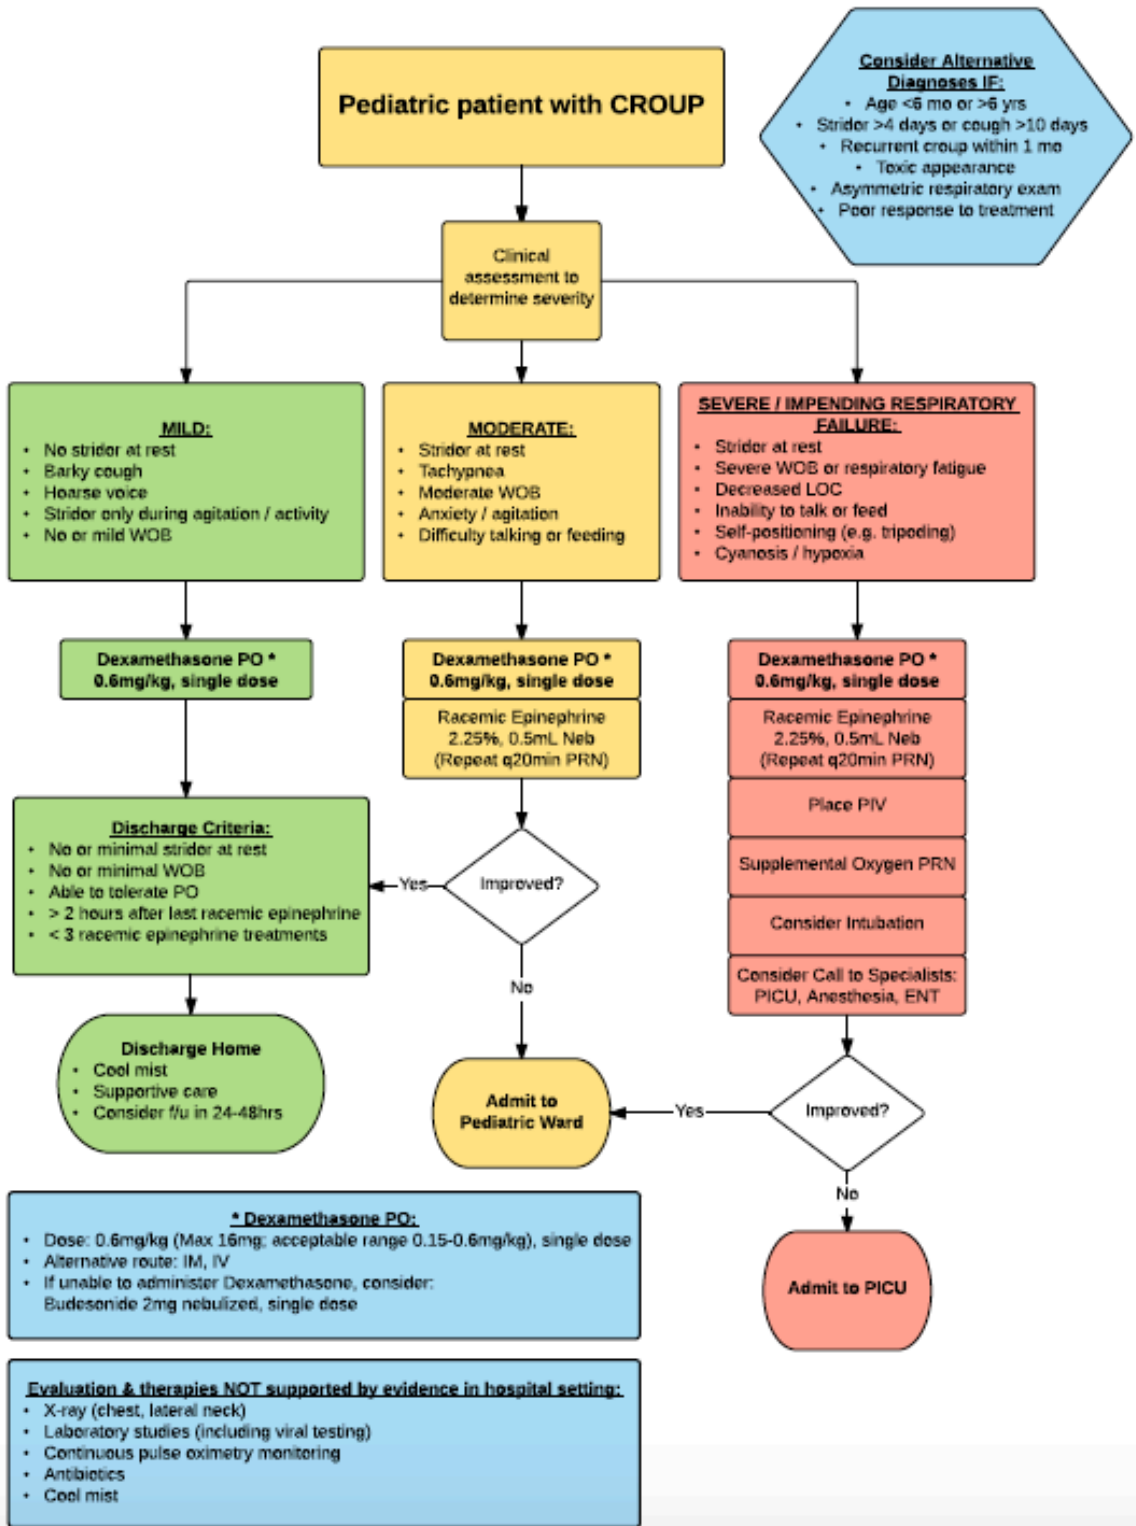 Pediatric patient with CROUP
Consider Alternative
Diagnoses IF:
• Age <6 mo or >6 yrs
• Strider >4 days or cough >10 days
• Recurrent croup within 1 mo
• Toxic appearance
• Asymmetric respiratory exam
• Poor response to treatment
Clinical
assessment to
determine severity
MILD:
• No stridor at rest
• Barky cough
• Hoarse voice
• Stridor only during agitation / activity
• No or mild WOB
MODERATE:
• Stridor at rest
• Tachypnea
• Moderate WOB
• Anxiety / agitation
• Difficulty talking or feeding
SEVERE / IMPENDING RESPIRATORY
FAILURE:
• Stridor at rest
• Severe WOB or respiratory fatigue
• Decreased LOC
• Inability to talk or feed
• Self-positioning (e.g. tripoding)
• Cyanosis / hypoxia
Dexamethasone PO *
0.6mg/kg, single dose
Dexamethasone PO *
0.6mg/kg, single dose
Racemic Epinephrine
2.25%, 0.5mL Neb
(Repeat q20min PRN)
Dexamethasone PO *
0.6mg/kg, single dose
Racemic Epinephrine
2.25%, 0.5mL Neb
(Repeat q20min PRN)
Place PIV
Supplemental Oxygen PRN
Consider Intubation
Consider Call to Specialists:
PICU, Anesthesia, ENT
Discharge Criteria:
• No or minimal stridor at rest
• No or minimal WOB
• Able to tolerate PO
• > 2 hours after last racemic epinephrine
• < 3 racemic epinephrine treatments
Yes
Improved?
No
Discharge Home
• Cool mist
• Supportive care
• Consider f/u in 24-48hrs
Admit to
Pediatric Ward
Yes
Improved?
No
Admit to PICU
* Dexamethasone PO:
• Dose: 0.6mg/kg (Max 16mg; acceptable range 0.15-0.6mg/kg), single dose
• Alternative route: IM, IV
• If unable to administer Dexamethasone, consider:
Budesonide 2mg nebulized, single dose
Evaluation & therapies NOT supported by evidence in hospital setting:
• X-ray (chest, lateral neck)
• Laboratory studies (including viral testing)
• Continuous pulse oximetry monitoring
• Antibiotics
• Cool mist